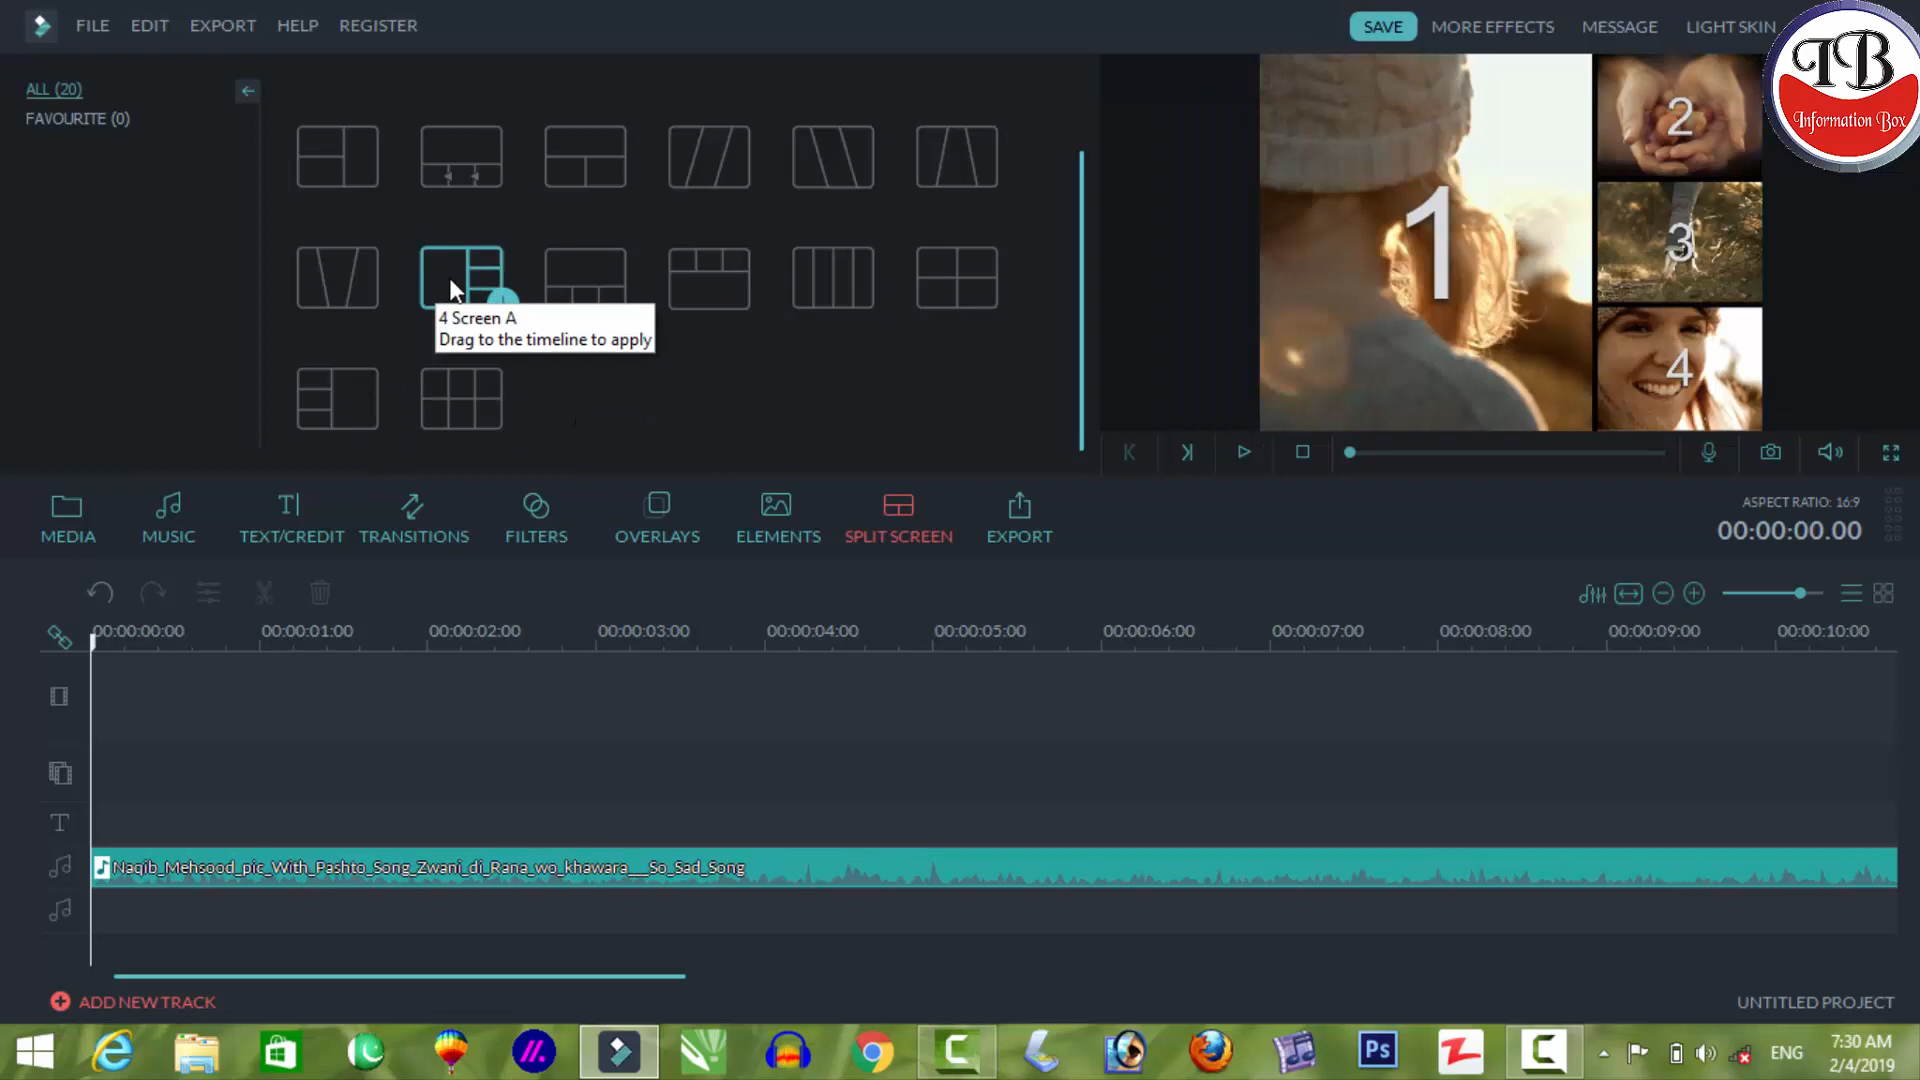 FILE EDIT EXPORT HELP REGISTER
SAVE MORE EFFECTS MESSAGE LIGHT SKIN
TB
Information Box
ALL (20)
FAVOURITE (0)
1
2
3
4
4 Screen A
Drag to the timeline to apply
MEDIA MUSIC TEXT/CREDIT TRANSITIONS FILTERS OVERLAYS ELEMENTS SPLIT SCREEN EXPORT
ASPECT RATIO: 16:9
00:00:00.00
00:00:00:00 00:00:01:00 00:00:02:00 00:00:03:00 00:00:04:00 00:00:05:00 00:00:06:00 00:00:07:00 00:00:08:00 00:00:09:00 00:00:10:00
Naqib_Mehsood_pic_With_Pashto_Song_Zwani_di_Rana_wo_khawara__So_Sad_Song
ADD NEW TRACK
UNTITLED PROJECT
Ps
ENG
7:30 AM
2/4/2019